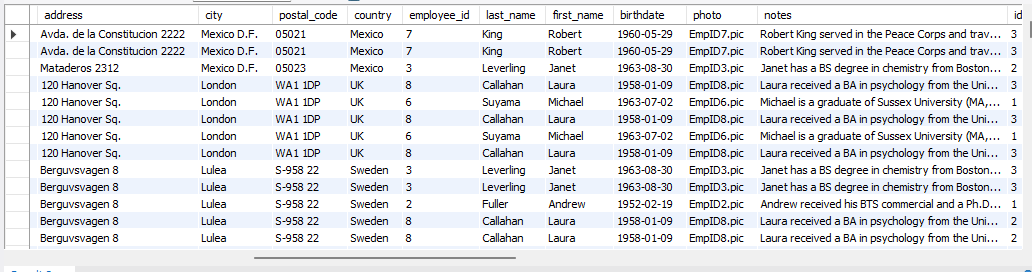 address city postal_code country employee_id last_name first_name birthdate photo notes id
Avda. de la Constitucion 2222 Mexico D.F. 05021 Mexico 7 King Robert 1960-05-29 EmpID7.pic Robert King served in the Peace Corps and trav... 3
Avda. de la Constitucion 2222 Mexico D.F. 05021 Mexico 7 King Robert 1960-05-29 EmpID7.pic Robert King served in the Peace Corps and trav... 3
Mataderos 2312 Mexico D.F. 05023 Mexico 3 Leverling Janet 1963-08-30 EmpID3.pic Janet has a BS degree in chemistry from Boston... 2
120 Hanover Sq. London WA1 1DP UK 8 Callahan Laura 1958-01-09 EmpID8.pic Laura received a BA in psychology from the Uni... 3
120 Hanover Sq. London WA1 1DP UK 6 Suyama Michael 1963-07-02 EmpID6.pic Michael is a graduate of Sussex University (MA,... 1
120 Hanover Sq. London WA1 1DP UK 8 Callahan Laura 1958-01-09 EmpID8.pic Laura received a BA in psychology from the Uni... 3
120 Hanover Sq. London WA1 1DP UK 6 Suyama Michael 1963-07-02 EmpID6.pic Michael is a graduate of Sussex University (MA,... 1
120 Hanover Sq. London WA1 1DP UK 8 Callahan Laura 1958-01-09 EmpID8.pic Laura received a BA in psychology from the Uni... 3
Berguvsvagen 8 Lulea S-958 22 Sweden 3 Leverling Janet 1963-08-30 EmpID3.pic Janet has a BS degree in chemistry from Boston... 3
Berguvsvagen 8 Lulea S-958 22 Sweden 3 Leverling Janet 1963-08-30 EmpID3.pic Janet has a BS degree in chemistry from Boston... 3
Berguvsvagen 8 Lulea S-958 22 Sweden 2 Fuller Andrew 1952-02-19 EmpID2.pic Andrew received his BTS commercial and a Ph.D... 1
Berguvsvagen 8 Lulea S-958 22 Sweden 8 Callahan Laura 1958-01-09 EmpID8.pic Laura received a BA in psychology from the Uni... 2
Berguvsvagen 8 Lulea S-958 22 Sweden 8 Callahan Laura 1958-01-09 EmpID8.pic Laura received a BA in psychology from the Uni... 2